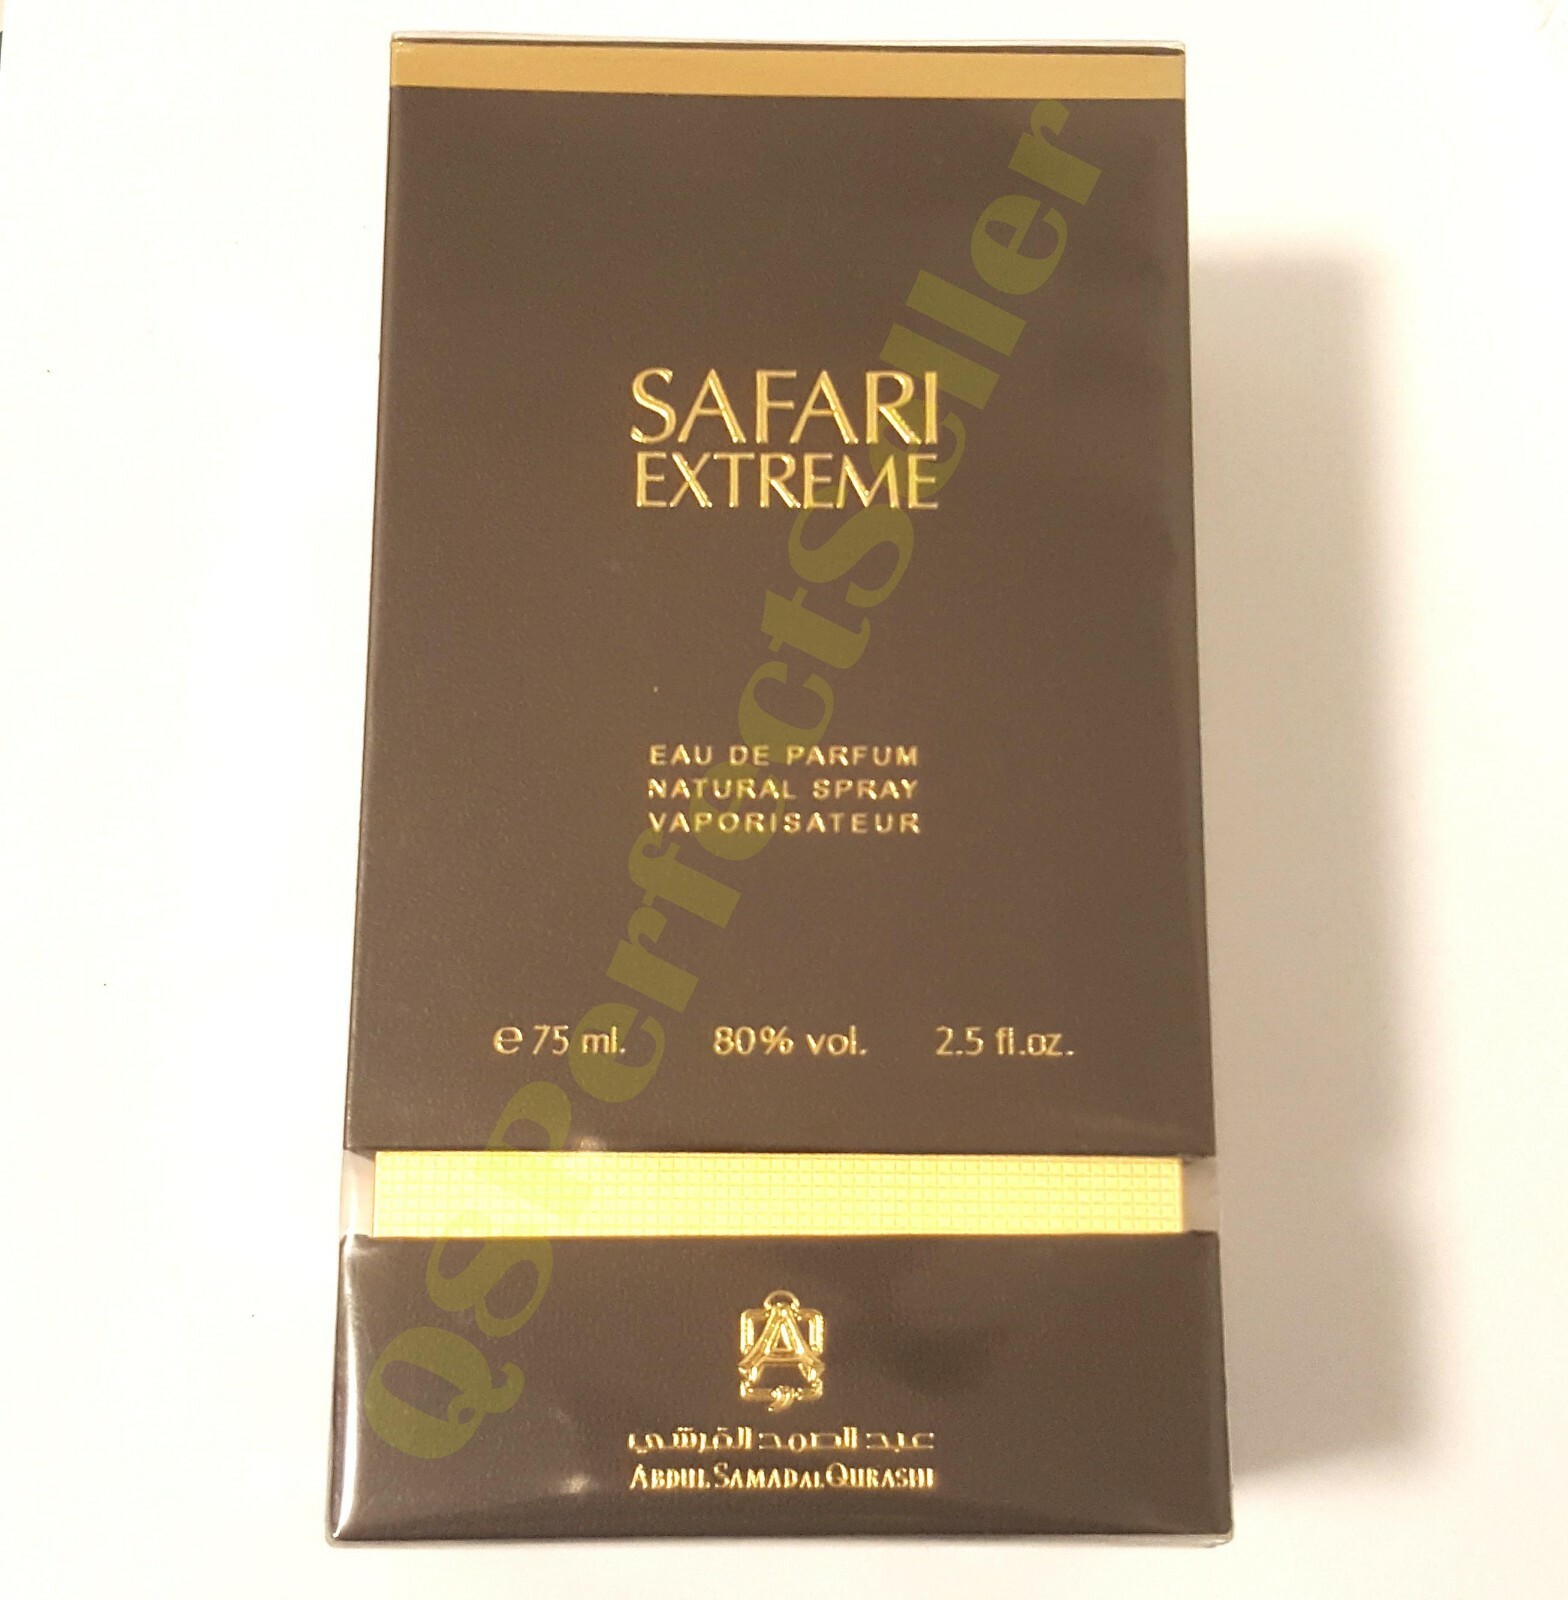 SAFARI
EXTREME
EAU DE PARFUM
NATURAL SPRAY
VAPORISATEUR
e 75 ml. 80% vol. 2.5 fl.oz.
A
عبد الصمد القرشي
ABDUL SAMAD AL QURASHI
Q8PerfectSeller